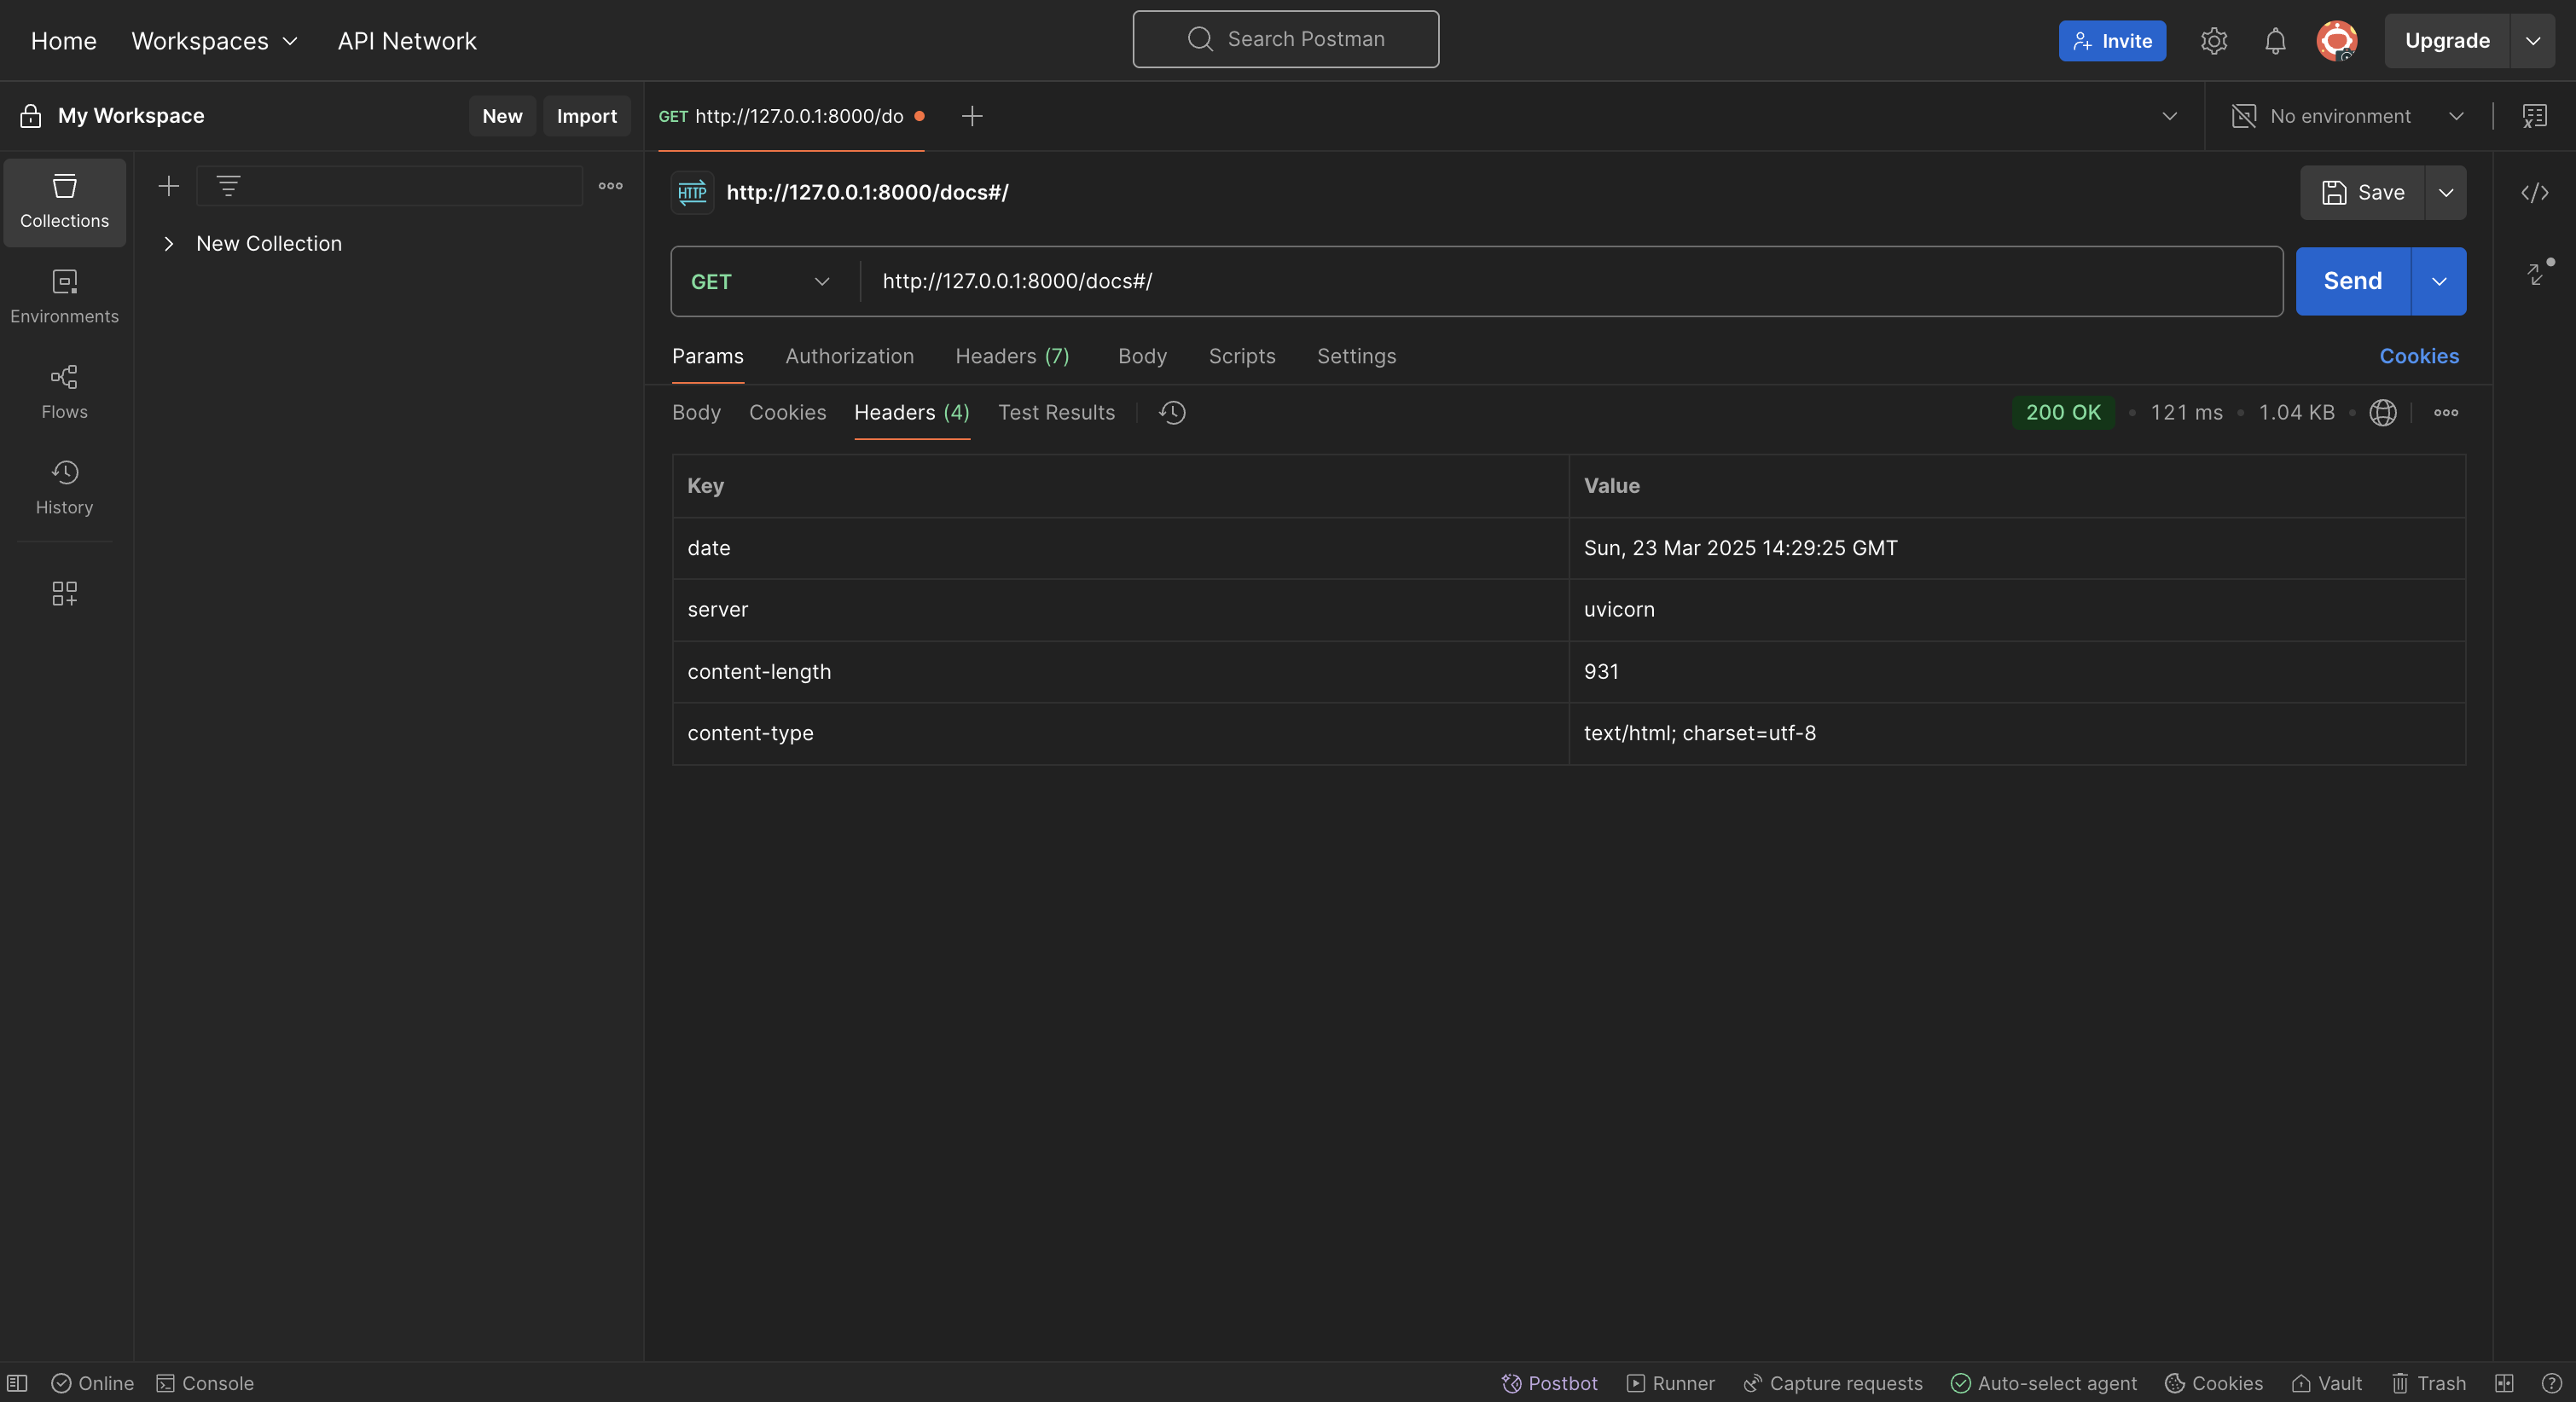 Home Workspaces API Network Search Postman Invite Upgrade
My Workspace New Import GET http://127.0.0.1:8000/do No environment
Collections
Environments
Flows
History
New Collection
HTTP http://127.0.0.1:8000/docs#/ Save
GET http://127.0.0.1:8000/docs#/ Send
Params Authorization Headers (7) Body Scripts Settings Cookies
Body Cookies Headers (4) Test Results 200 OK 121 ms 1.04 KB
Key Value
date Sun, 23 Mar 2025 14:29:25 GMT
server uvicorn
content-length 931
content-type text/html; charset=utf-8
Online Console Postbot Runner Capture requests Auto-select agent Cookies Vault Trash